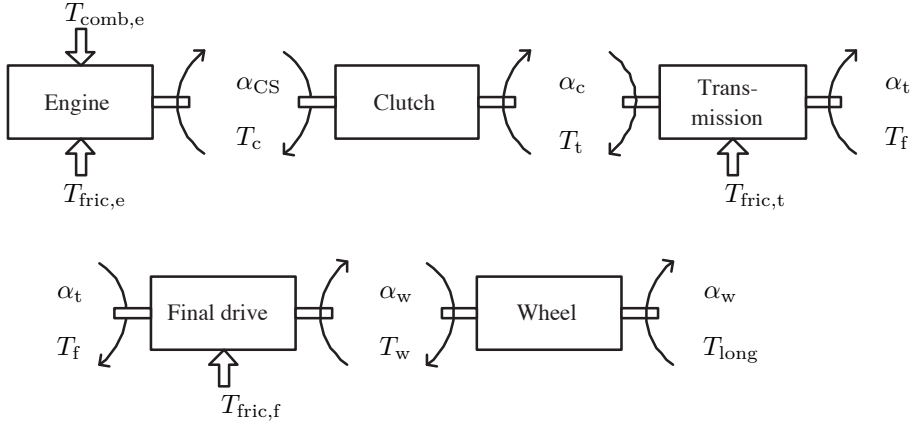 T_comb,e
Engine
α_CS
Clutch
α_c
Trans-
mission
α_t
T_c
T_t
T_f
T_fric,e
T_fric,t
α_t
Final drive
α_w
Wheel
α_w
T_f
T_w
T_long
T_fric,f